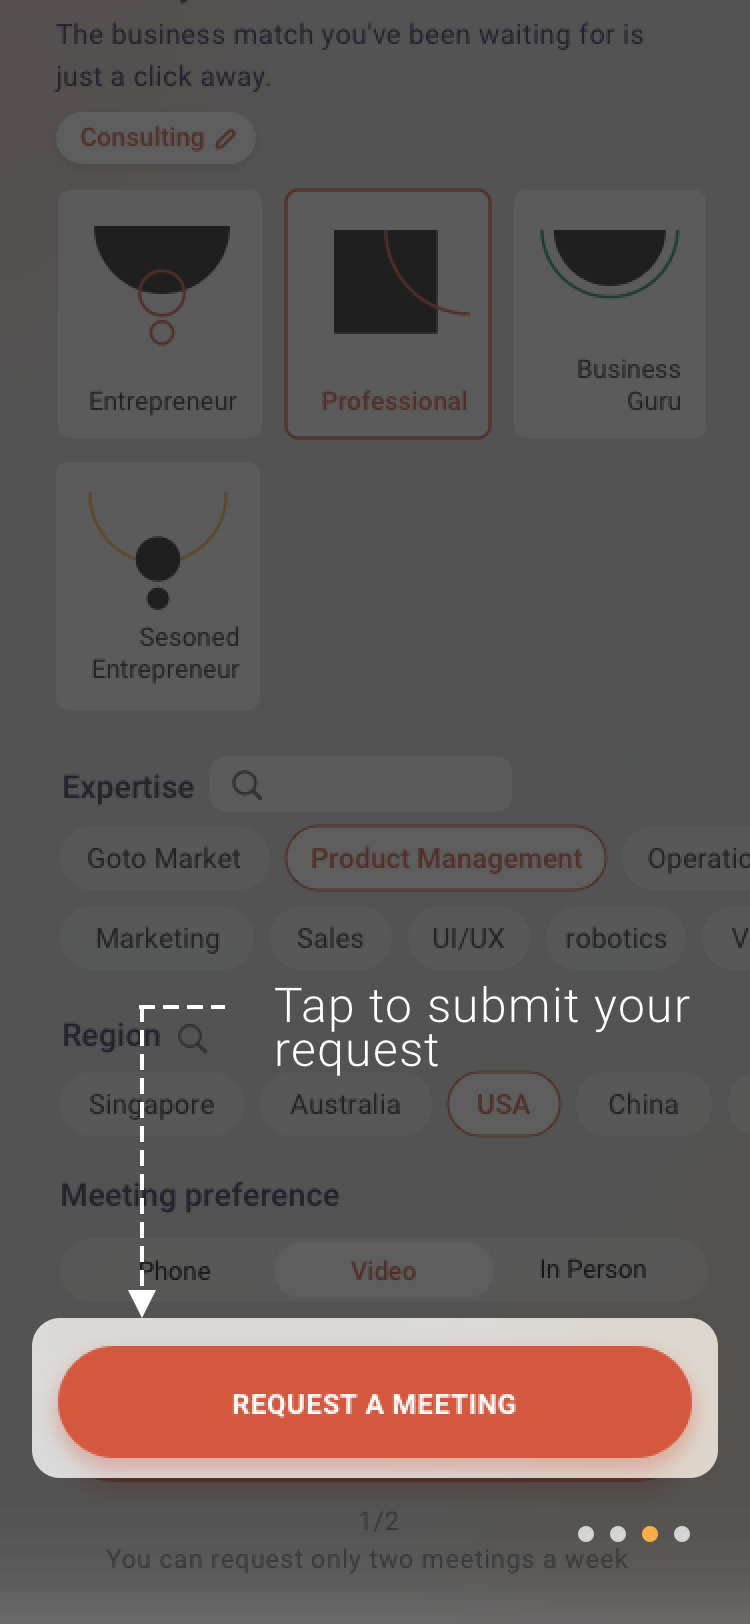 The business match you've been waiting for is
just a click away.
Consulting
Entrepreneur
Professional
Business
Guru
Sesoned
Entrepreneur
Expertise
Goto Market
Product Management
Marketing
Sales
UI/UX
robotics
Tap to submit your
request
Region
Singapore
Australia
USA
China
Meeting preference
Phone
Video
In Person
REQUEST A MEETING
1/2
You can request only two meetings a week